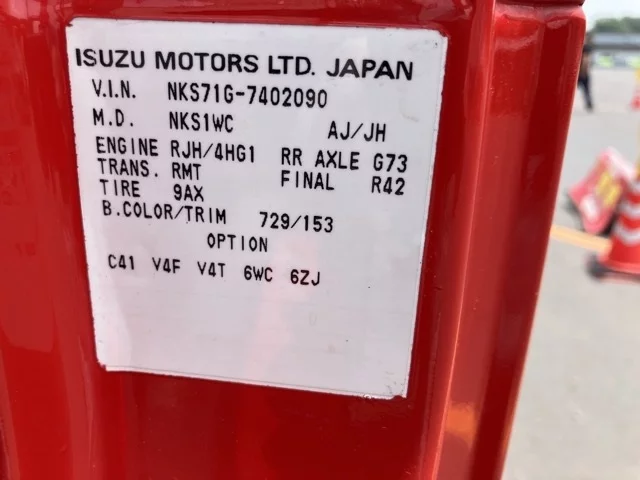 ISUZU MOTORS LTD. JAPAN
V.I.N. NKS71G-7402090
M.D. NKS1WC AJ/JH
ENGINE RJH/4HG1 RR AXLE G73
TRANS. RMT FINAL R42
TIRE 9AX
B.COLOR/TRIM 729/153
OPTION
C41 V4F V4T 6WC 6ZJ